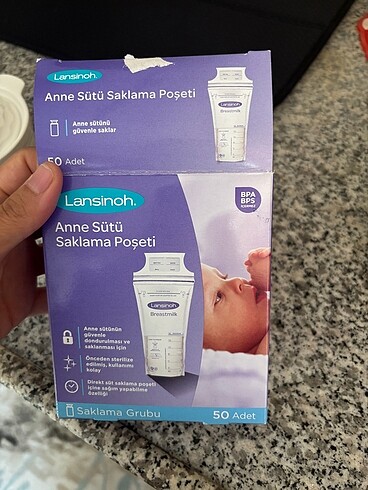 Lansinoh.
Anne Sütü Saklama Poşeti
Anne sütünü
güvenle saklar
Lansinoh
Breastmilk
50 Adet
Lansinoh.
BPA
BPS
Anne Sütü
Saklama Poşeti
Lansinoh
Breastmilk
Anne sütünün
güvenle
dondurulması ve
saklanması için
Önceden sterilize
edilmiş, kullanımı
kolay
Direkt süt saklama poşeti
içine sağım yapabilme
özelliği
Saklama Grubu
50 Adet